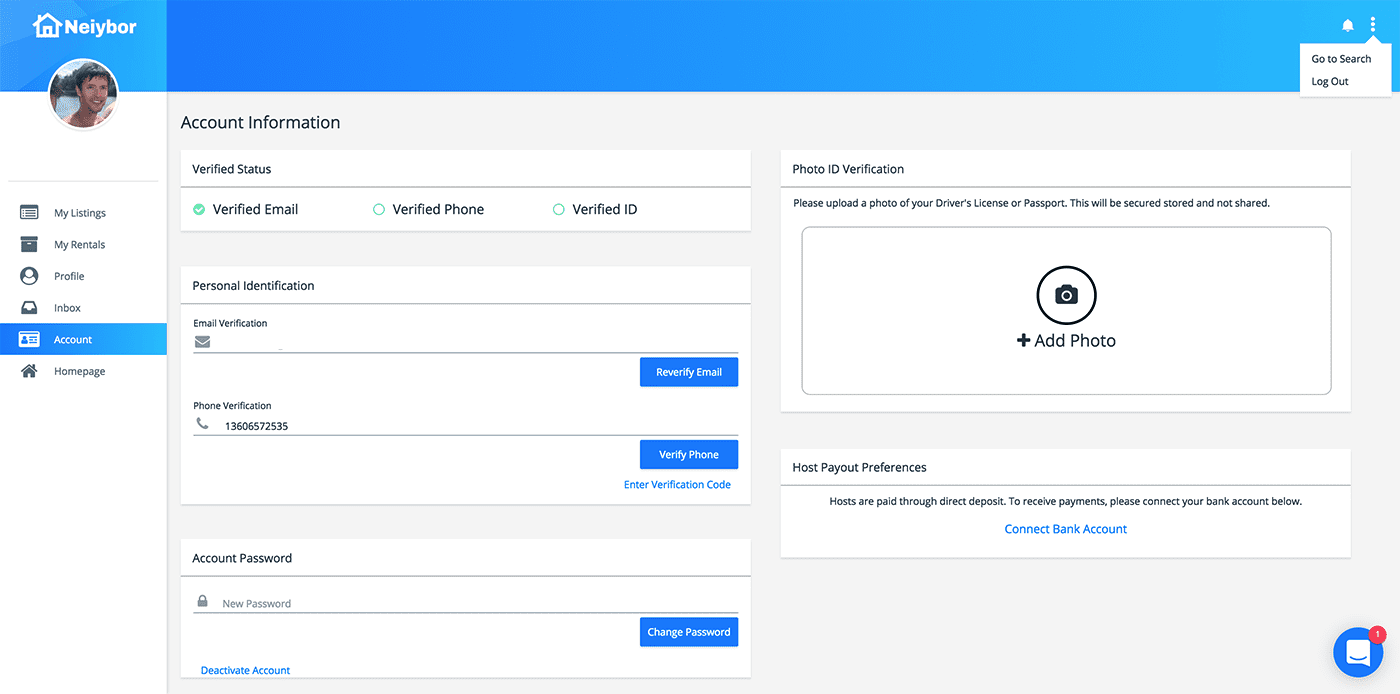 Neiybor
Go to Search
Log Out
My Listings
My Rentals
Profile
Inbox
Account
Homepage
Account Information
Verified Status
Verified Email Verified Phone Verified ID
Personal Identification
Email Verification
Reverify Email
Phone Verification
13606572535
Verify Phone
Enter Verification Code
Account Password
New Password
Change Password
Deactivate Account
Photo ID Verification
Please upload a photo of your Driver's License or Passport. This will be secured stored and not shared.
+ Add Photo
Host Payout Preferences
Hosts are paid through direct deposit. To receive payments, please connect your bank account below.
Connect Bank Account
1